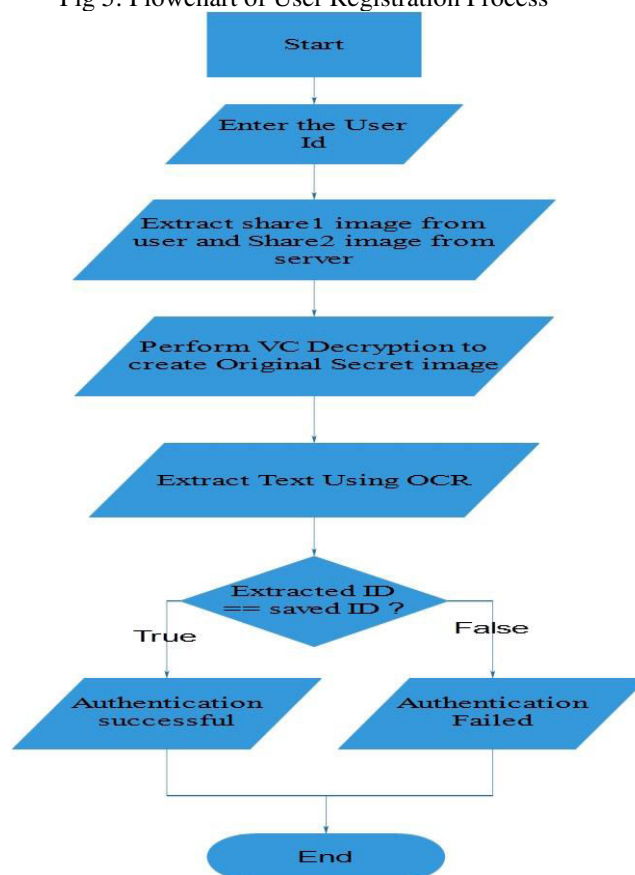 Fig 3: Flowchart of User Registration Process
Start
Enter the User
Id
Extract share1 image from
user and Share2 image from
server
Perform VC Decryption to
create Original Secret image
Extract Text Using OCR
Extracted ID
== saved ID ?
True
False
Authentication
successful
Authentication
Failed
End